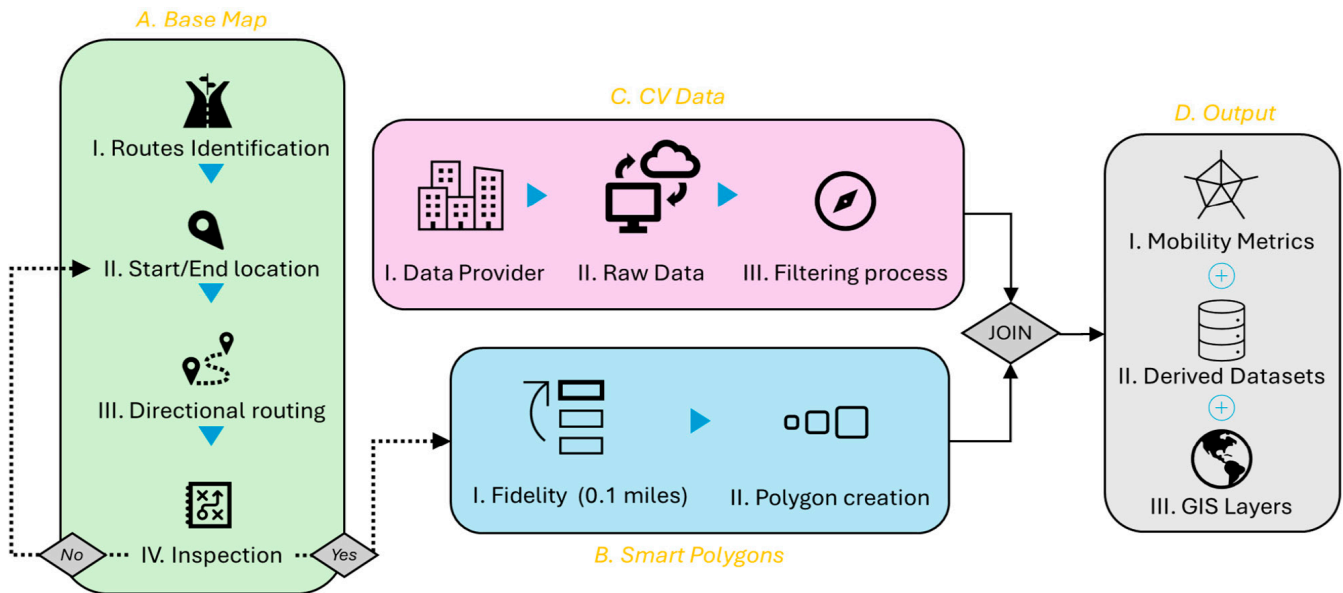 A. Base Map
I. Routes Identification
II. Start/End location
III. Directional routing
IV. Inspection
No
Yes
C. CV Data
I. Data Provider
II. Raw Data
III. Filtering process
I. Fidelity (0.1 miles)
II. Polygon creation
B. Smart Polygons
JOIN
D. Output
I. Mobility Metrics
II. Derived Datasets
III. GIS Layers